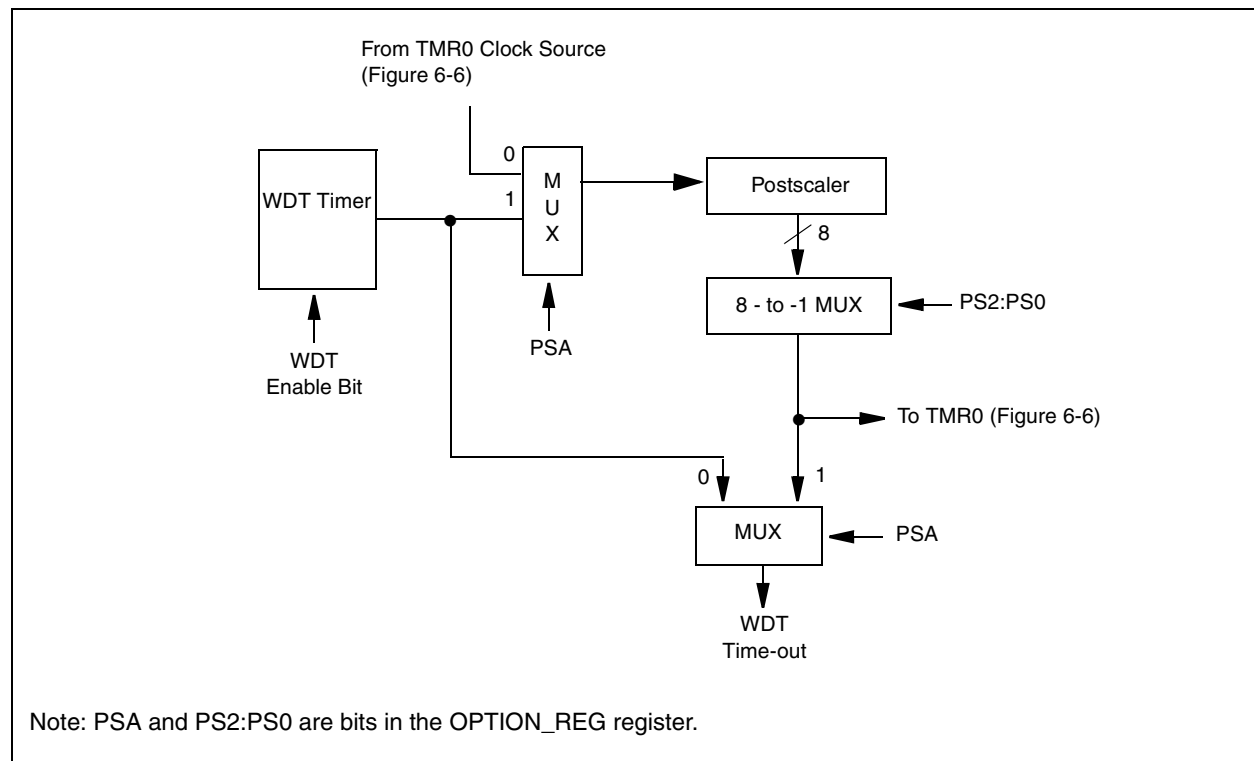 From TMR0 Clock Source
(Figure 6-6)
0
1
M
U
X
WDT Timer
Postscaler
8
8 - to -1 MUX
PS2:PS0
PSA
WDT
Enable Bit
To TMR0 (Figure 6-6)
0
1
MUX
PSA
WDT
Time-out
Note: PSA and PS2:PS0 are bits in the OPTION_REG register.